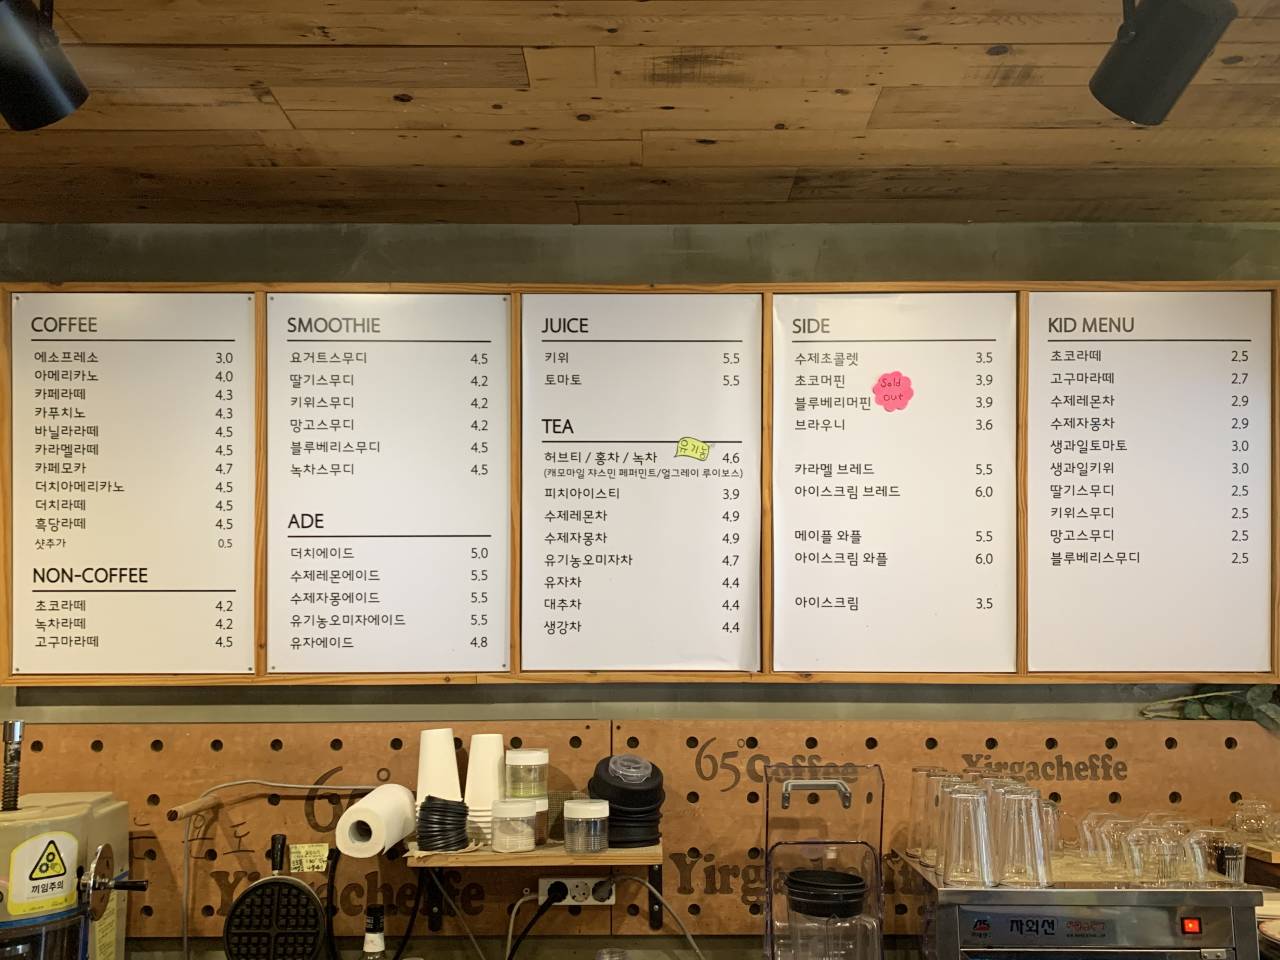 COFFEE
에소프레소 3.0
아메리카노 4.0
카페라떼 4.3
카푸치노 4.3
바닐라라떼 4.5
카라멜라떼 4.5
카페모카 4.7
더치아메리카노 4.5
더치라떼 4.5
흑당라떼 4.5
샷추가 0.5
NON-COFFEE
초코라떼 4.2
녹차라떼 4.2
고구마라떼 4.5
SMOOTHIE
요거트스무디 4.5
딸기스무디 4.2
키위스무디 4.2
망고스무디 4.2
블루베리스무디 4.5
녹차스무디 4.5
ADE
더치에이드 5.0
수제레몬에이드 5.5
수제자몽에이드 5.5
유기농오미자에이드 5.5
유자에이드 4.8
JUICE
키위 5.5
토마토 5.5
TEA
유기농
허브티 / 홍차 / 녹차 4.6
(캐모마일 쟈스민 페퍼민트/얼그레이 루이보스)
피치아이스티 3.9
수제레몬차 4.9
수제자몽차 4.9
유기농오미자차 4.7
유자차 4.4
대추차 4.4
생강차 4.4
SIDE
수제초콜렛 3.5
초코머핀 3.9
블루베리머핀 3.9
Sold
out
브라우니 3.6
카라멜 브레드 5.5
아이스크림 브레드 6.0
메이플 와플 5.5
아이스크림 와플 6.0
아이스크림 3.5
KID MENU
초코라떼 2.5
고구마라떼 2.7
수제레몬차 2.9
수제자몽차 2.9
생과일토마토 3.0
생과일키위 3.0
딸기스무디 2.5
키위스무디 2.5
망고스무디 2.5
블루베리스무디 2.5
65° Coffee
Yirgacheffe
Yirgacheffe
끼임주의
자외선